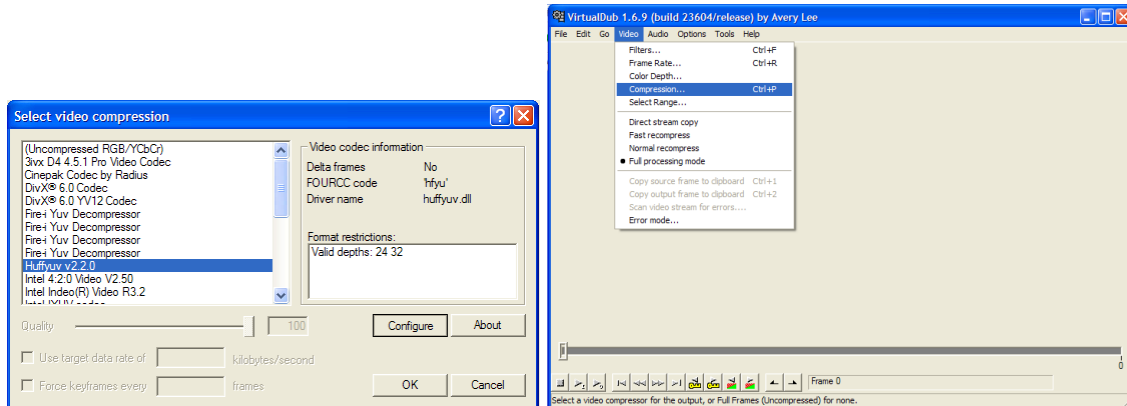 Select video compression
(Uncompressed RGB/YCbCr)
3ivx D4 4.5.1 Pro Video Codec
Cinepak Codec by Radius
DivX® 6.0 Codec
DivX® 6.0 YV12 Codec
Fire-i Yuv Decompressor
Fire-i Yuv Decompressor
Fire-i Yuv Decompressor
Fire-i Yuv Decompressor
Huffyuv v2.2.0
Intel 4:2:0 Video V2.50
Intel Indeo(R) Video R3.2
Intel IYUV codec
Video codec information
Delta frames No
FOURCC code 'hfyu'
Driver name huffyuv.dll
Format restrictions:
Valid depths: 24 32
Quality 100
Configure About
Use target data rate of kilobytes/second
Force keyframes every frames
OK Cancel
VirtualDub 1.6.9 (build 23604/release) by Avery Lee
File Edit Go Video Audio Options Tools Help
Filters... Ctrl+F
Frame Rate... Ctrl+R
Color Depth...
Compression... Ctrl+P
Select Range...
Direct stream copy
Fast recompress
Normal recompress
Full processing mode
Copy source frame to clipboard Ctrl+1
Copy output frame to clipboard Ctrl+2
Scan video stream for errors....
Error mode...
0
Frame 0
Select a video compressor for the output, or Full Frames (Uncompressed) for none.